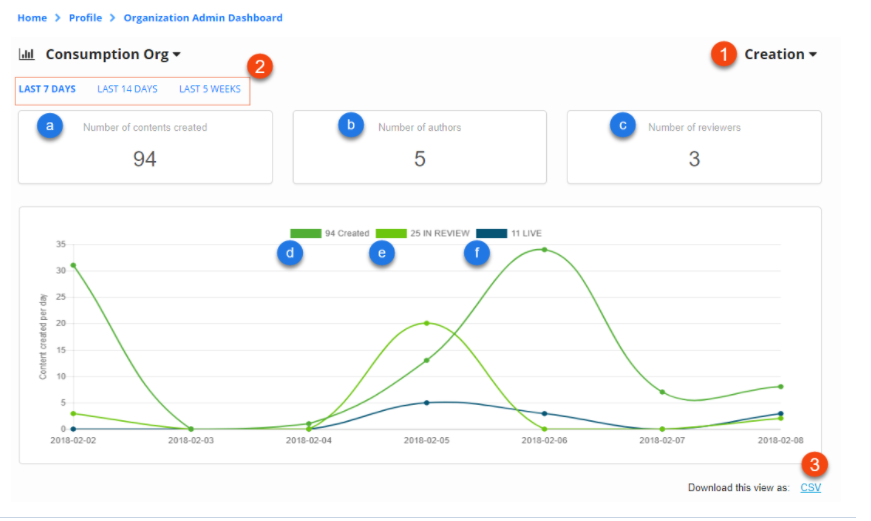 Home > Profile > Organization Admin Dashboard
Consumption Org
1
Creation
2
LAST 7 DAYS LAST 14 DAYS LAST 5 WEEKS
a
Number of contents created
94
b
Number of authors
5
c
Number of reviewers
3
94 Created 25 IN REVIEW 11 LIVE
d e f
Content created per day
35
30
25
20
15
10
5
0
2018-02-02 2018-02-03 2018-02-04 2018-02-05 2018-02-06 2018-02-07 2018-02-08
3
Download this view as: CSV